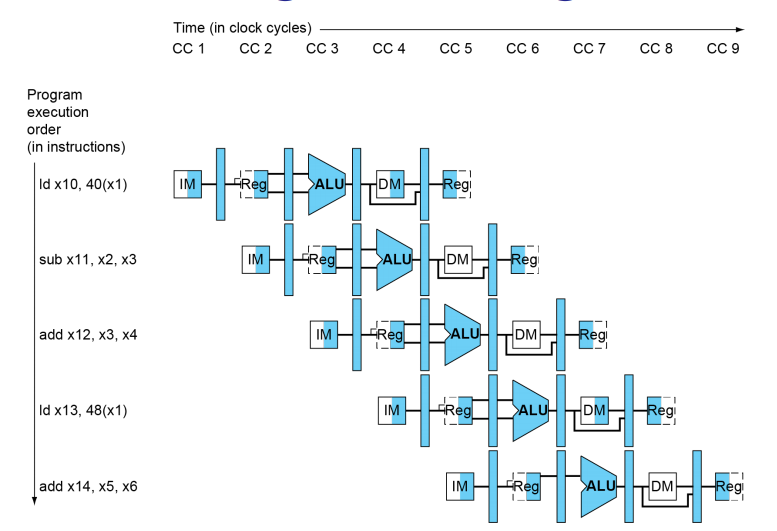 Time (in clock cycles)
CC 1 CC 2 CC 3 CC 4 CC 5 CC 6 CC 7 CC 8 CC 9
Program
execution
order
(in instructions)
ld x10, 40(x1)
IM Reg ALU DM Reg
sub x11, x2, x3
IM Reg ALU DM Reg
add x12, x3, x4
IM Reg ALU DM Reg
ld x13, 48(x1)
IM Reg ALU DM Reg
add x14, x5, x6
IM Reg ALU DM Reg